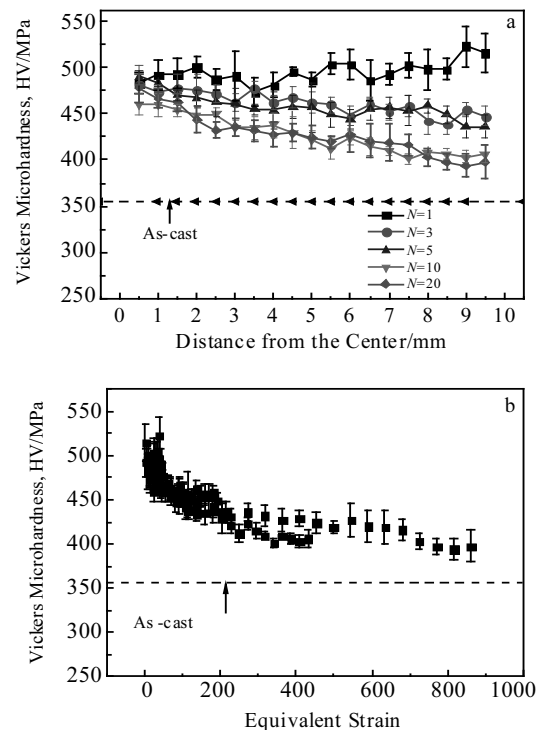 a
Vickers Microhardness, HV/MPa
550
500
450
400
350
300
250
As-cast
N=1
N=3
N=5
N=10
N=20
0 1 2 3 4 5 6 7 8 9 10
Distance from the Center/mm
b
Vickers Microhardness, HV/MPa
550
500
450
400
350
300
250
As -cast
0 200 400 600 800 1000
Equivalent Strain